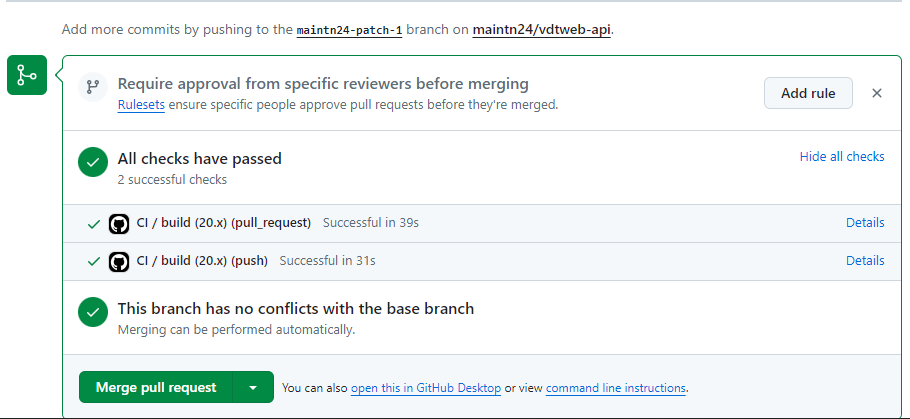 Add more commits by pushing to the maintn24-patch-1 branch on maintn24/vdtweb-api.
Require approval from specific reviewers before merging
Rulesets ensure specific people approve pull requests before they're merged.
Add rule
All checks have passed
2 successful checks
Hide all checks
CI / build (20.x) (pull_request) Successful in 39s
Details
CI / build (20.x) (push) Successful in 31s
Details
This branch has no conflicts with the base branch
Merging can be performed automatically.
Merge pull request
You can also open this in GitHub Desktop or view command line instructions.